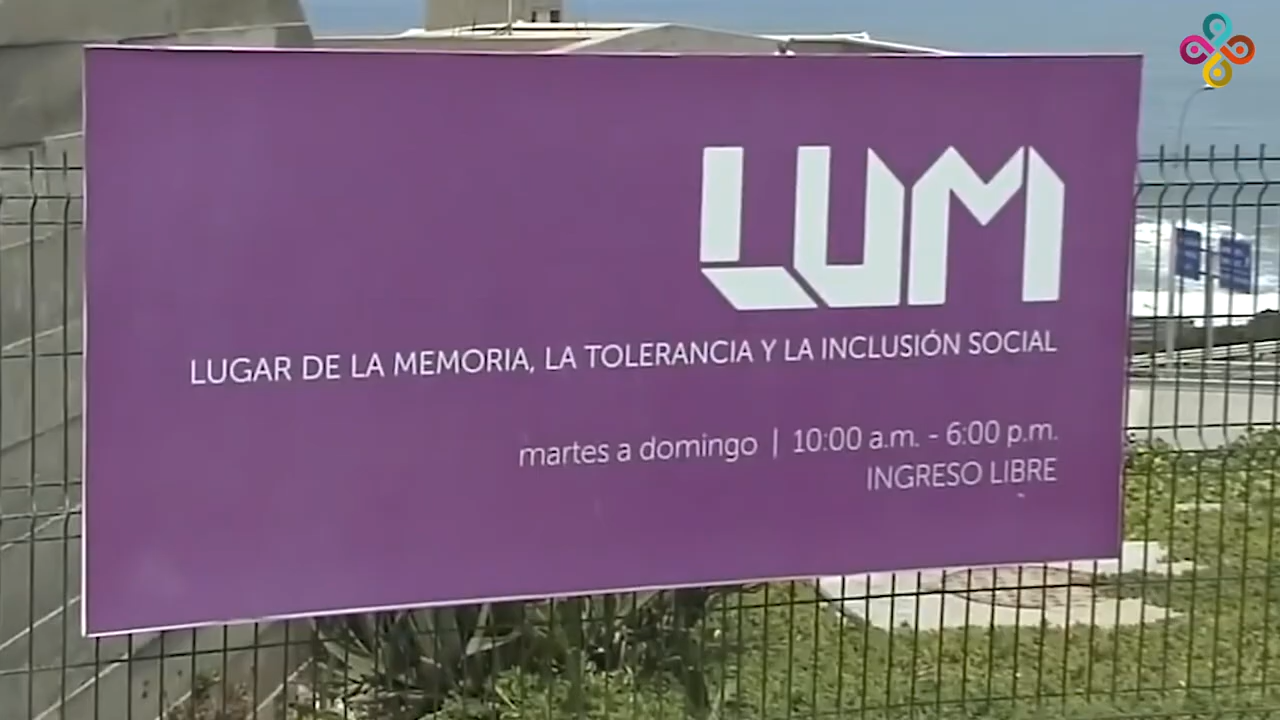 LUM
LUGAR DE LA MEMORIA, LA TOLERANCIA Y LA INCLUSIÓN SOCIAL
martes a domingo | 10:00 a.m. - 6:00 p.m.
INGRESO LIBRE